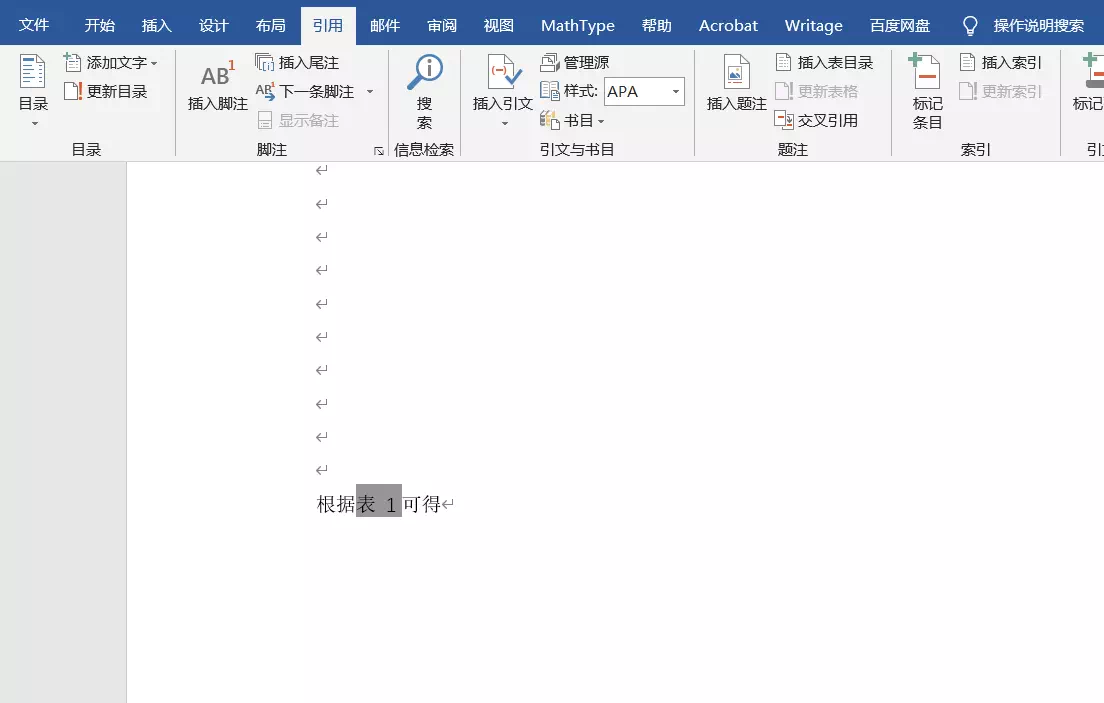 文件 开始 插入 设计 布局 引用 邮件 审阅 视图 MathType 帮助 Acrobat Writage 百度网盘 操作说明搜索
目录
添加文字
更新目录
目录
AB1
插入脚注
插入尾注
AB1 下一条脚注
显示备注
脚注
搜
索
信息检索
插入引文
管理源
样式: APA
书目
引文与书目
插入题注
插入表目录
更新表格
交叉引用
题注
标记
条目
插入索引
更新索引
索引
标记
引文
根据表 1 可得